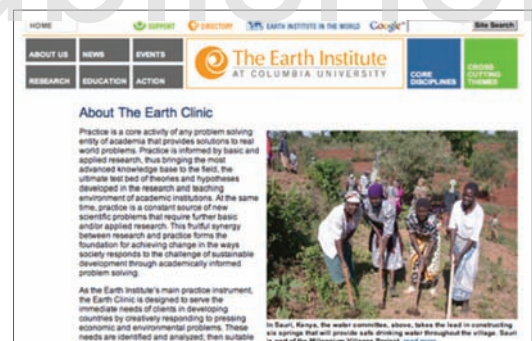 HOME
SUPPORT
DIRECTORY
EARTH INSTITUTE IN THE WORLD
Google
Site Search
ABOUT US
NEWS
EVENTS
RESEARCH
EDUCATION
ACTION
The Earth Institute
AT COLUMBIA UNIVERSITY
CORE
DISCIPLINES
CROSS
CUTTING
THEMES
About The Earth Clinic
Practice is a core activity of any problem solving
entity of academia that provides solutions to real
world problems. Practice is informed by basic and
applied research, thus bringing the most
advanced knowledge base to the field, the
ultimate test bed of theories and hypotheses
developed in the research and teaching
environment of academic institutions. At the same
time, practice is a constant source of new
scientific problems that require further basic
and/or applied research. This fruitful synergy
between research and practice forms the
foundation for achieving change in the ways
society responds to the challenge of sustainable
development through academically informed
problem solving.
As the Earth Institute's main practice instrument,
the Earth Clinic is designed to serve the
immediate needs of clients in developing
countries by creatively responding to pressing
economic and environmental problems. These
needs are identified and analyzed; then suitable
In Sauri, Kenya, the water committee, above, takes the lead in constructing
six springs that will provide safe drinking water throughout the village. Sauri
is part of the Millennium Villages Project. read more